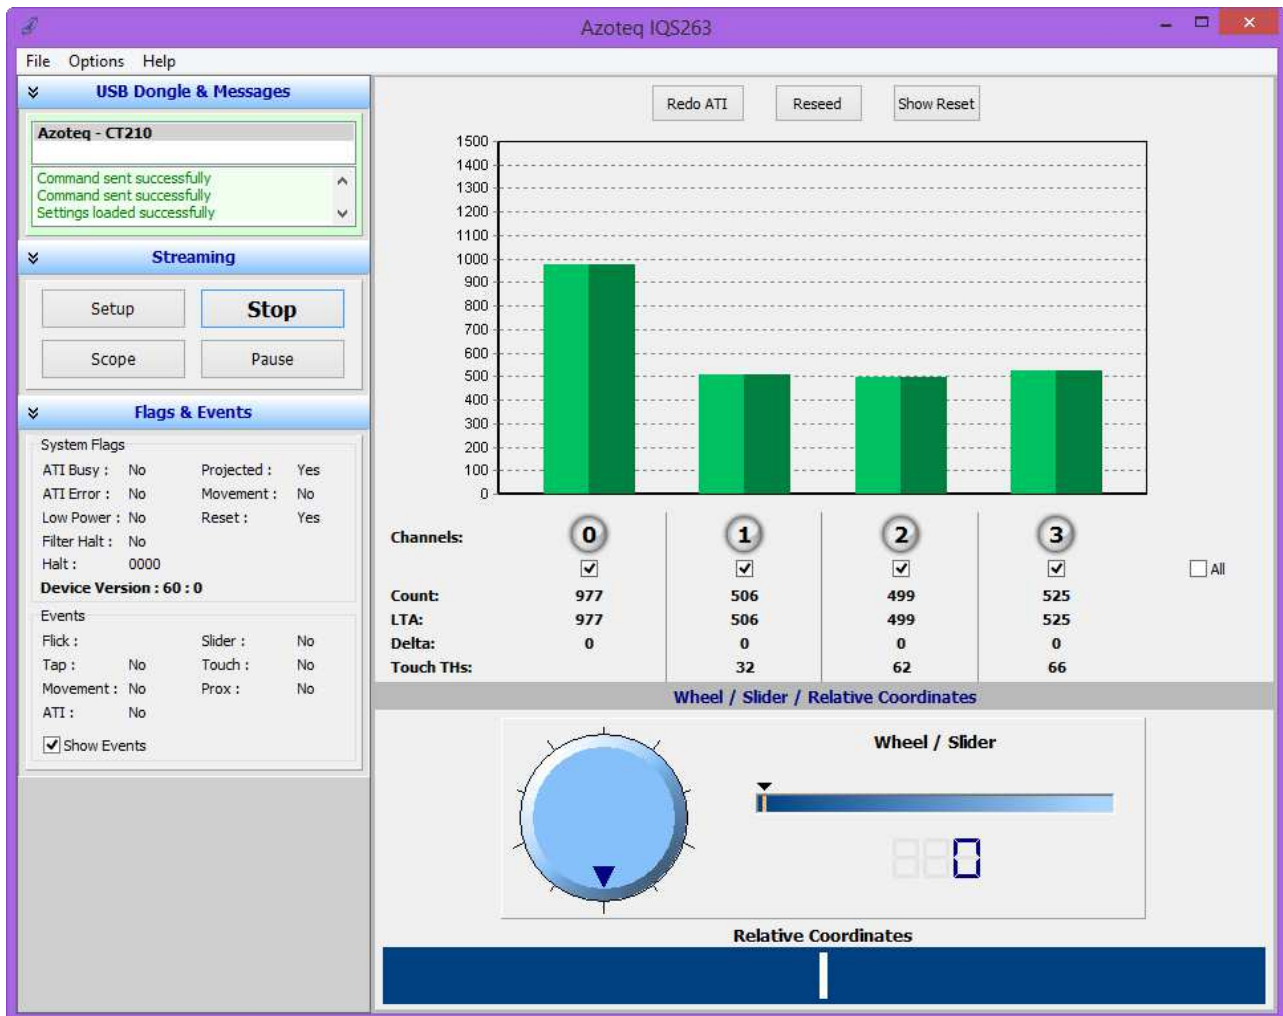 Azoteq IQS263
File Options Help
USB Dongle & Messages
Azoteq - CT210
Command sent successfully
Command sent successfully
Settings loaded successfully
Streaming
Setup Stop
Scope Pause
Flags & Events
System Flags
ATI Busy : No Projected : Yes
ATI Error : No Movement : No
Low Power : No Reset : Yes
Filter Halt : No
Halt : 0000
Device Version : 60 : 0
Events
Flick : Slider : No
Tap : No Touch : No
Movement : No Prox : No
ATI : No
Show Events
Redo ATI Reseed Show Reset
1500
1400
1300
1200
1100
1000
900
800
700
600
500
400
300
200
100
0
Channels: 0 1 2 3
All
Count: 977 506 499 525
LTA: 977 506 499 525
Delta: 0 0 0 0
Touch THs: 32 62 66
Wheel / Slider / Relative Coordinates
Wheel / Slider
0
Relative Coordinates